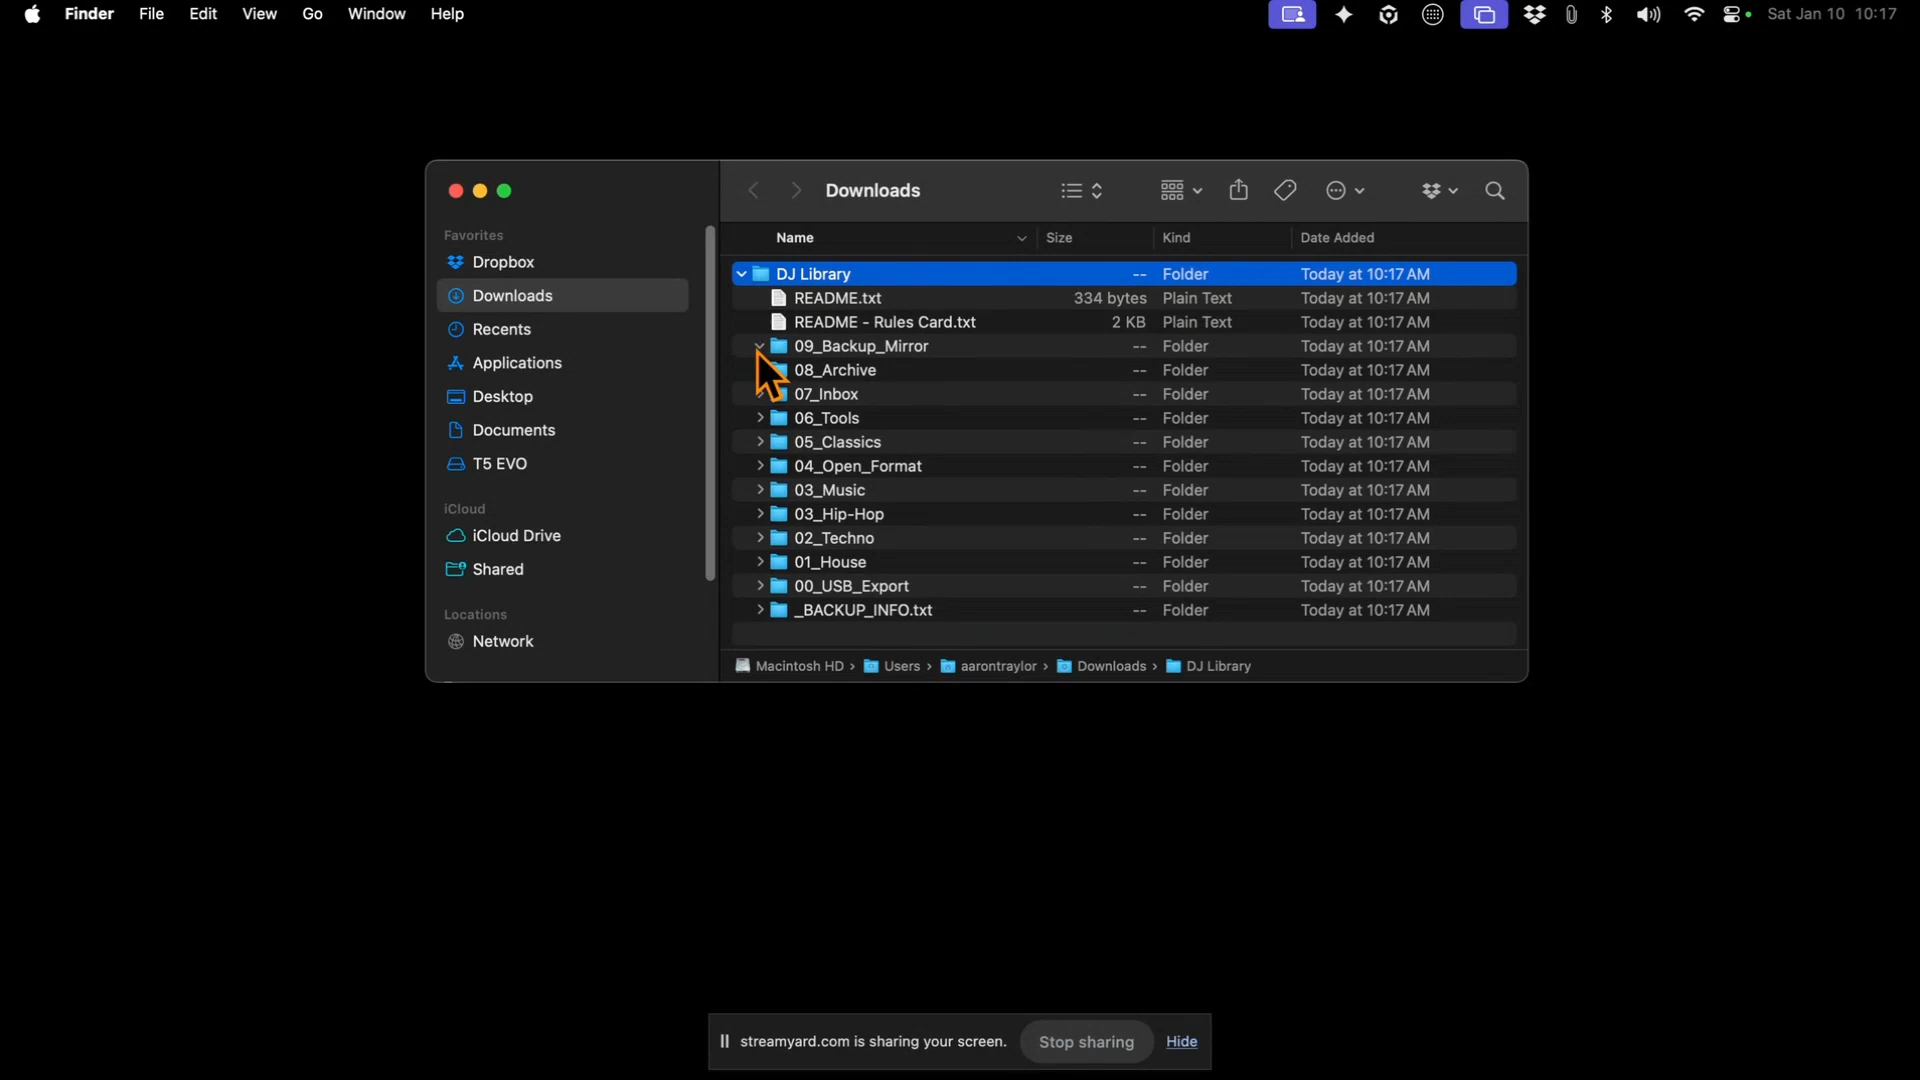 Finder File Edit View Go Window Help Sat Jan 10 10:17
Downloads
Favorites
Dropbox
Downloads
Recents
Applications
Desktop
Documents
T5 EVO
iCloud
iCloud Drive
Shared
Locations
Network
Name Size Kind Date Added
DJ Library -- Folder Today at 10:17 AM
README.txt 334 bytes Plain Text Today at 10:17 AM
README - Rules Card.txt 2 KB Plain Text Today at 10:17 AM
09_Backup_Mirror -- Folder Today at 10:17 AM
08_Archive -- Folder Today at 10:17 AM
07_Inbox -- Folder Today at 10:17 AM
06_Tools -- Folder Today at 10:17 AM
05_Classics -- Folder Today at 10:17 AM
04_Open_Format -- Folder Today at 10:17 AM
03_Music -- Folder Today at 10:17 AM
03_Hip-Hop -- Folder Today at 10:17 AM
02_Techno -- Folder Today at 10:17 AM
01_House -- Folder Today at 10:17 AM
00_USB_Export -- Folder Today at 10:17 AM
_BACKUP_INFO.txt -- Folder Today at 10:17 AM
Macintosh HD › Users › aarontraylor › Downloads › DJ Library
streamyard.com is sharing your screen. Stop sharing Hide